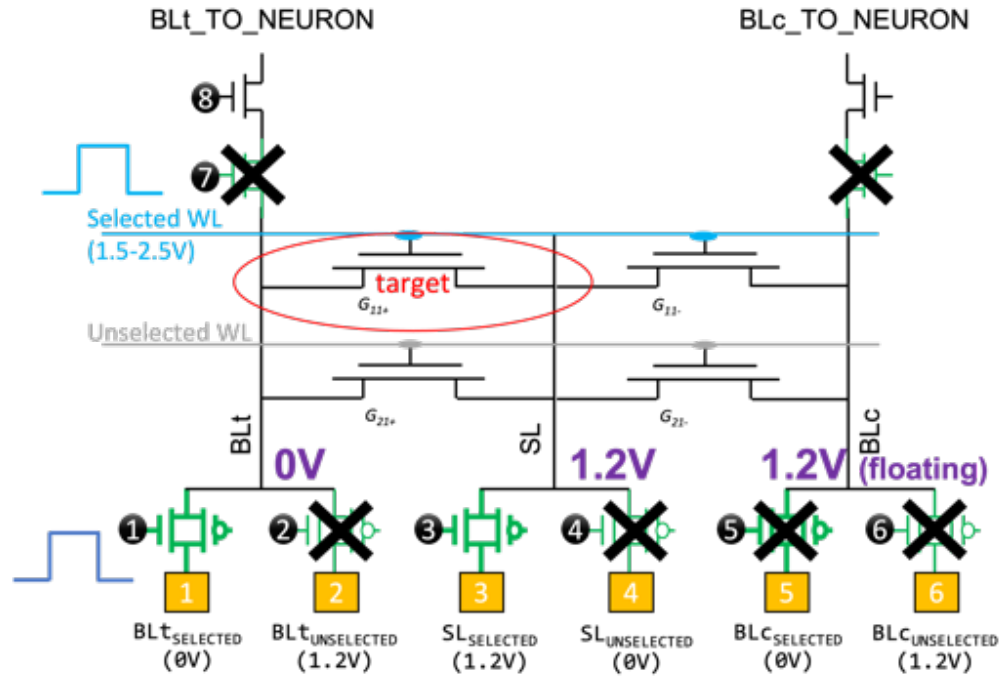 BLt_TO_NEURON BLc_TO_NEURON
8
7
Selected WL
(1.5-2.5V)
target
G11+ G11-
Unselected WL
G21+ G21-
BLt SL BLc
0V 1.2V 1.2V (floating)
1 2 3 4 5 6
1 2 3 4 5 6
BLtSELECTED BLtUNSELECTED SLSELECTED SLUNSELECTED BLcSELECTED BLcUNSELECTED
(0V) (1.2V) (1.2V) (0V) (0V) (1.2V)